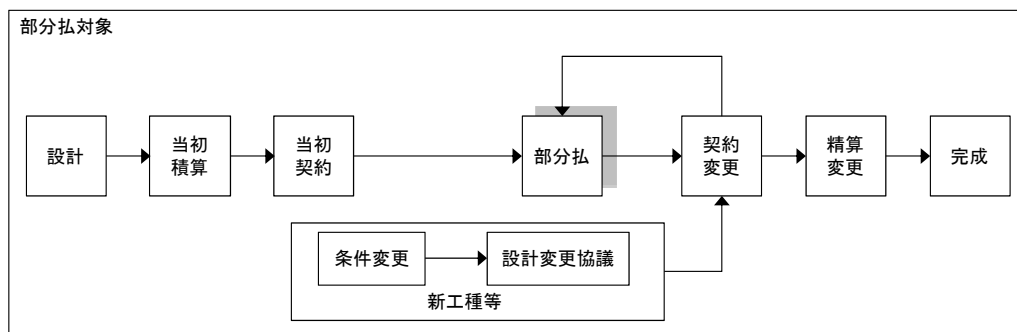 部分払対象
設計
当初
積算
当初
契約
部分払
契約
変更
精算
変更
完成
条件変更
設計変更協議
新工種等